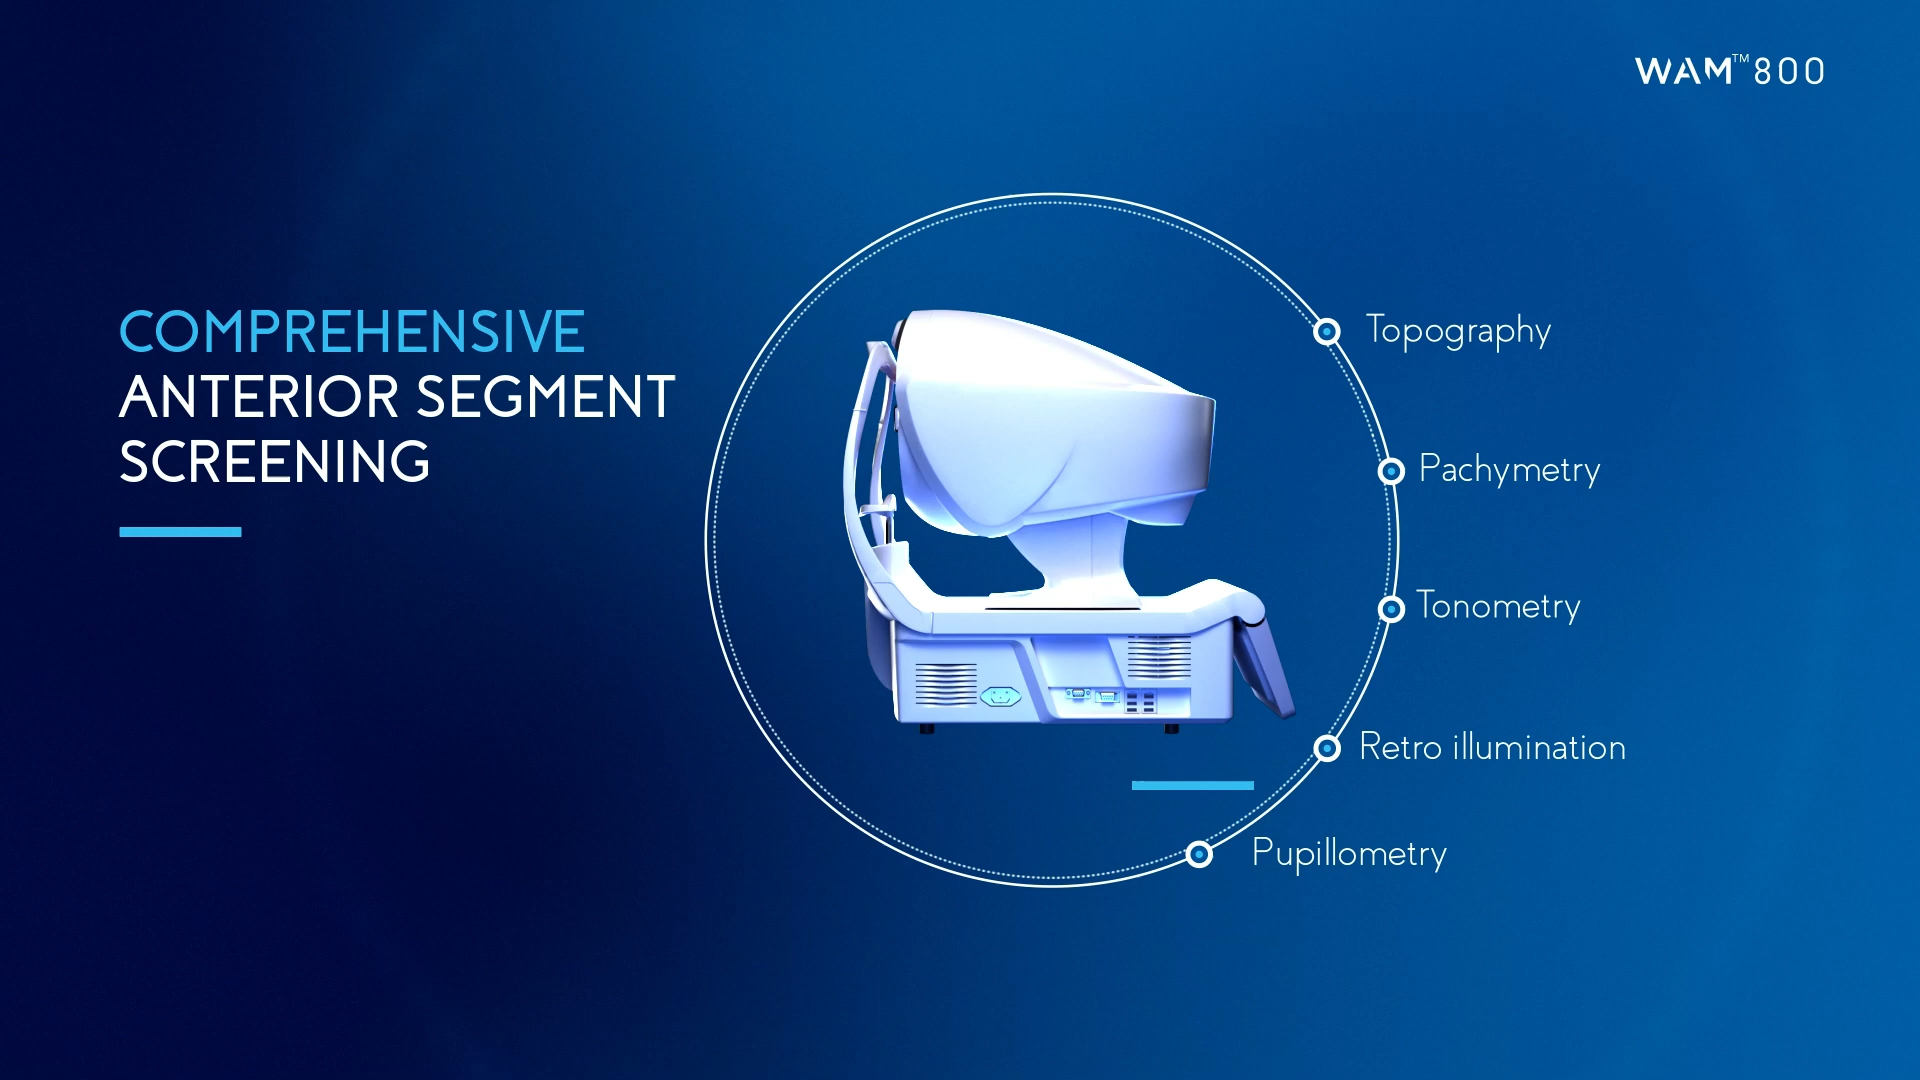 WAM™800
COMPREHENSIVE
ANTERIOR SEGMENT
SCREENING
Topography
Pachymetry
Tonometry
Retro illumination
Pupillometry